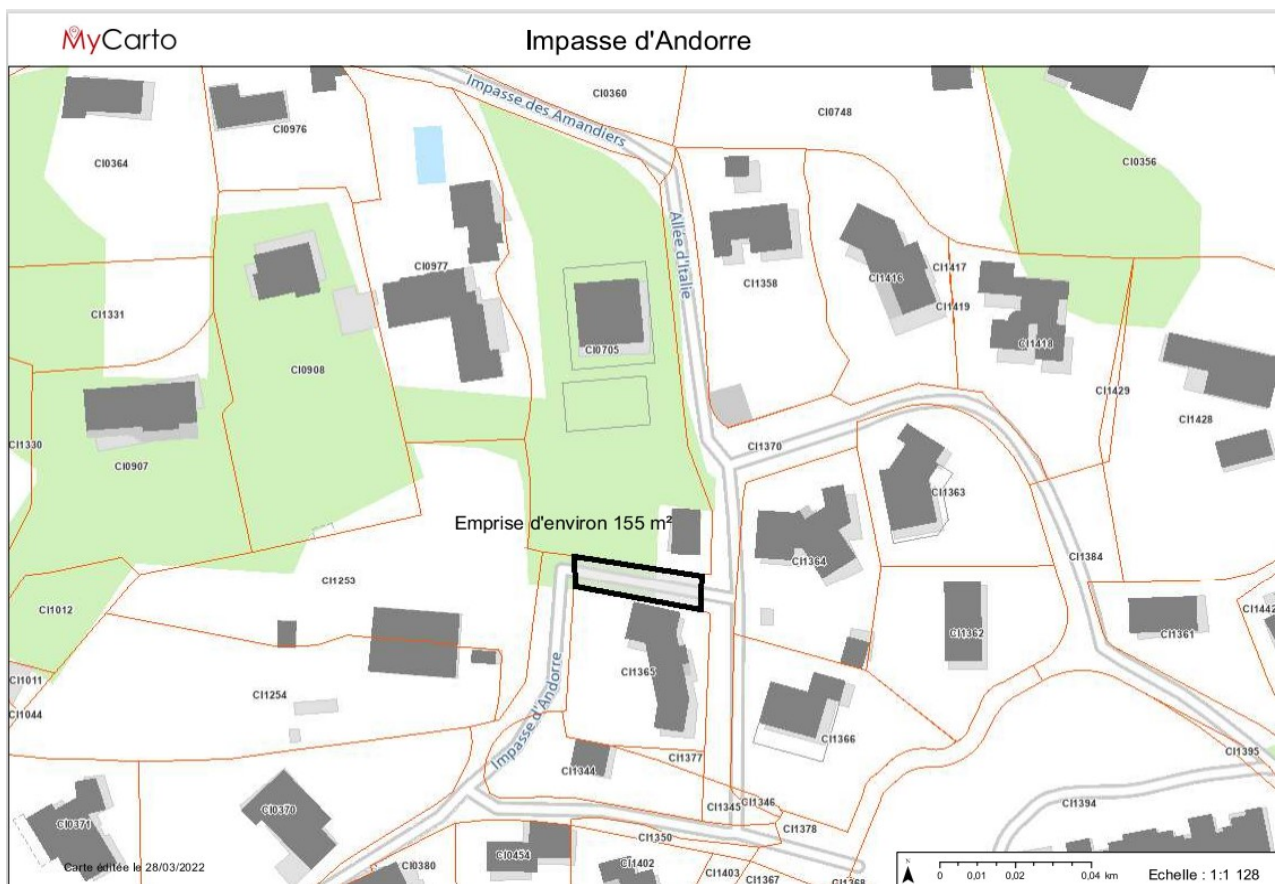 MyCarto
Impasse d'Andorre
Impasse des Amandiers
CI0360
CI0748
CI0976
CI0364
CI0356
Allée d'Italie
CI0977
CI1358
CI1416
CI1417
CI1419
CI1331
CI1418
CI0705
CI0908
CI1429
CI1428
CI1330
CI1370
CI0907
CI1363
Emprise d'environ 155 m²
CI1364
CI1384
CI1253
CI1012
CI1442
CI1362
CI1361
CI1011
CI1365
CI1254
Impasse d'Andorre
CI1044
CI1366
CI1377
CI1395
CI1344
CI1345
CI1346
CI1394
CI0370
CI0371
CI1350
CI1378
CI0454
CI0380
CI1402
CI1403
CI1367
CI1368
Carte éditée le 28/03/2022
N
0 0,01 0,02 0,04 km
Echelle : 1:1 128